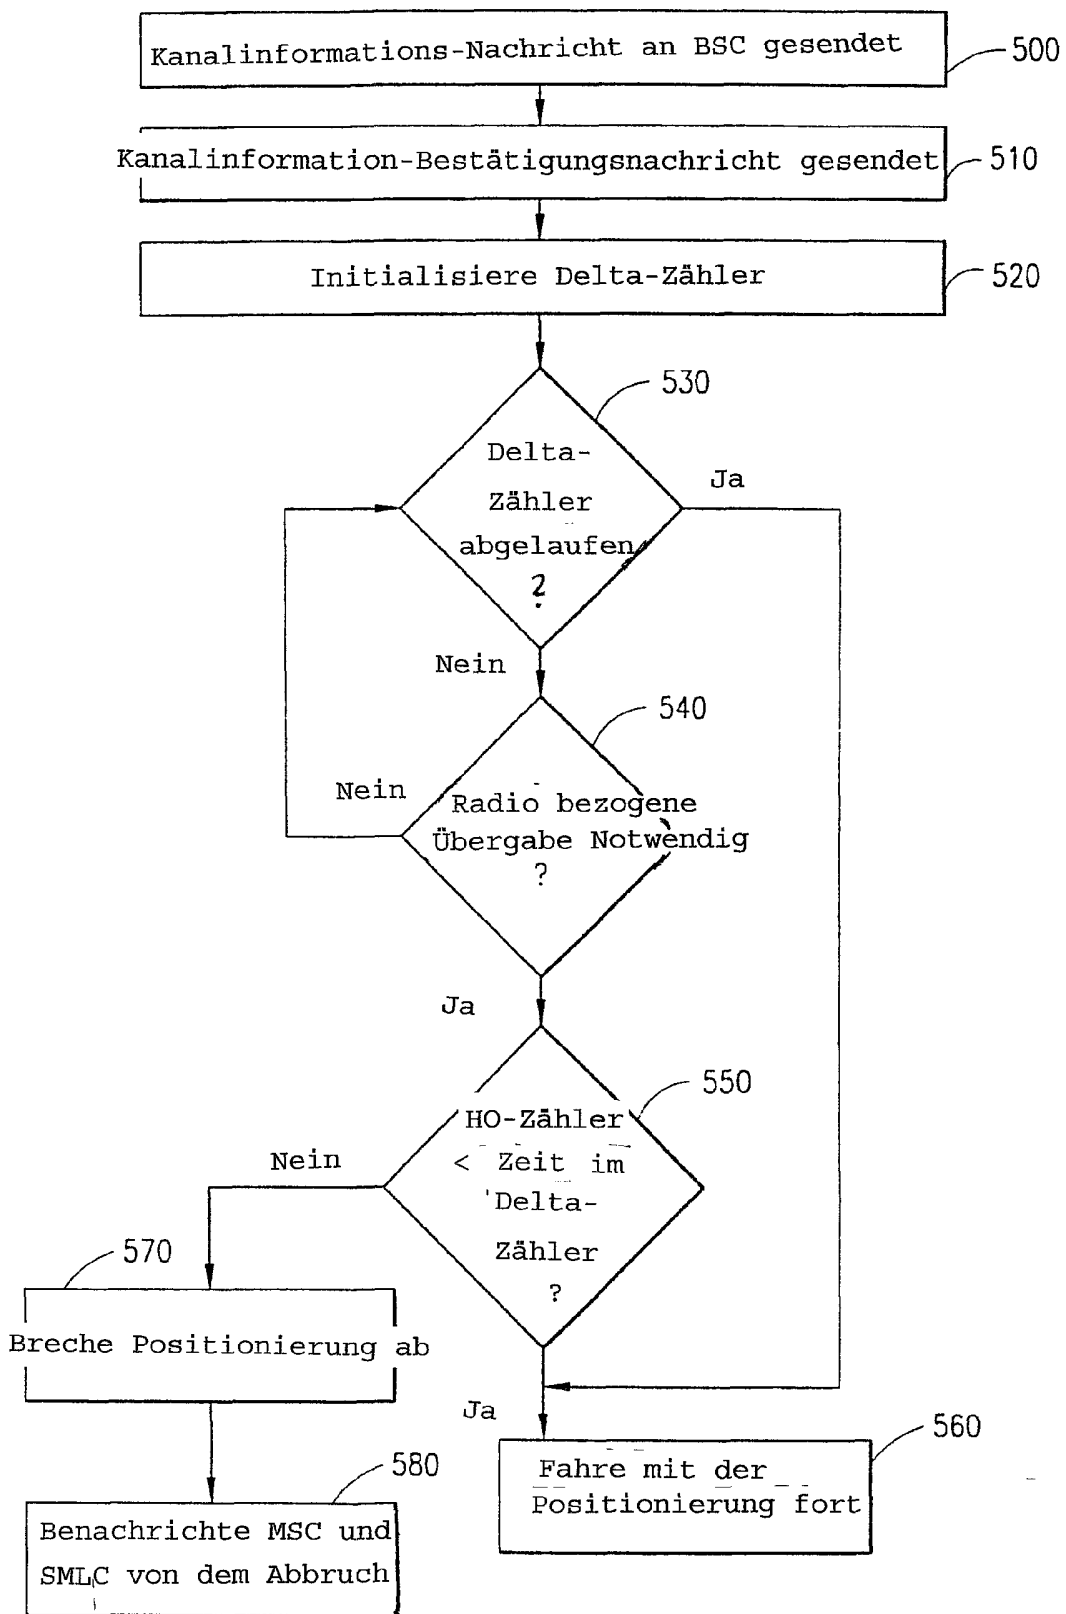 Kanalinformations-Nachricht an BSC gesendet
500
Kanalinformation-Bestätigungsnachricht gesendet
510
Initialisiere Delta-Zähler
520
530
Delta-
Zähler
abgelaufen
?
Ja
Nein
540
Nein
Radio bezogene
Übergabe Notwendig
?
Ja
550
HO-Zähler
< Zeit im
Delta-
Zähler
?
Nein
570
Breche Positionierung ab
Ja
560
Fahre mit der
Positionierung fort
580
Benachrichte MSC und
SMLC von dem Abbruch